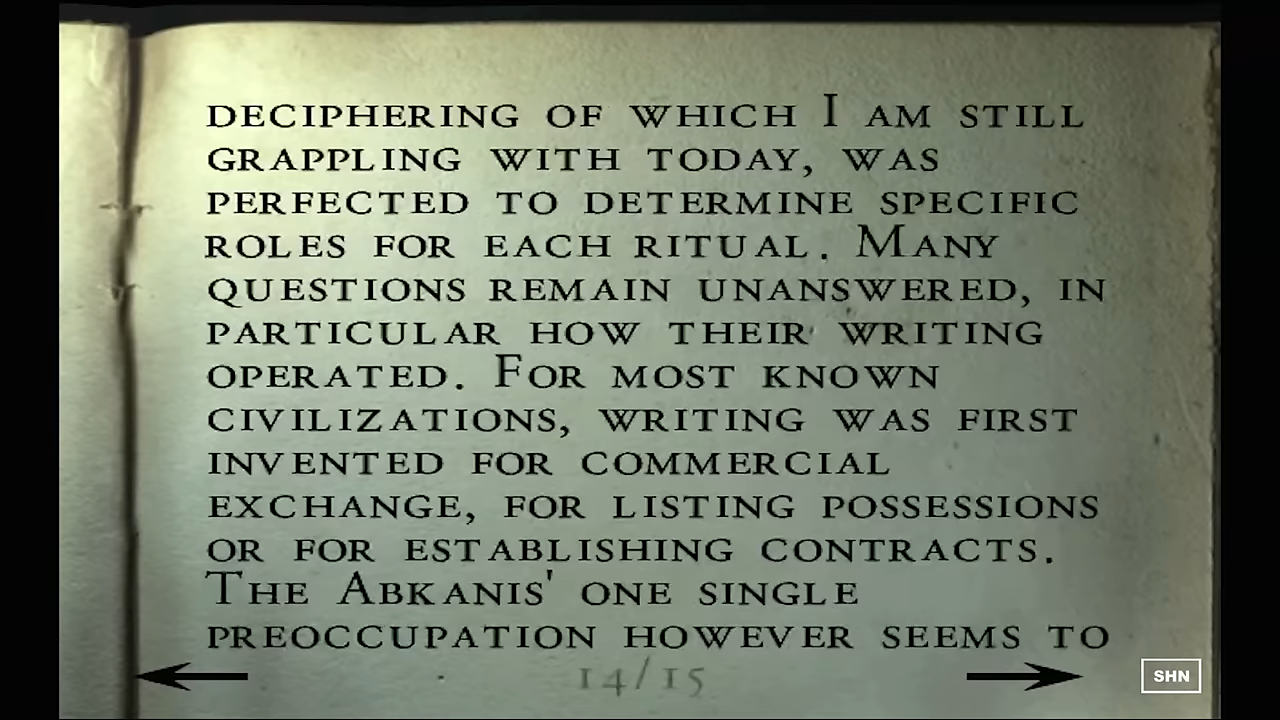 DECIPHERING OF WHICH I AM STILL
GRAPPLING WITH TODAY, WAS
PERFECTED TO DETERMINE SPECIFIC
ROLES FOR EACH RITUAL. MANY
QUESTIONS REMAIN UNANSWERED, IN
PARTICULAR HOW THEIR WRITING
OPERATED. FOR MOST KNOWN
CIVILIZATIONS, WRITING WAS FIRST
INVENTED FOR COMMERCIAL
EXCHANGE, FOR LISTING POSSESSIONS
OR FOR ESTABLISHING CONTRACTS.
THE ABKANIS' ONE SINGLE
PREOCCUPATION HOWEVER SEEMS TO
14/15
SHN